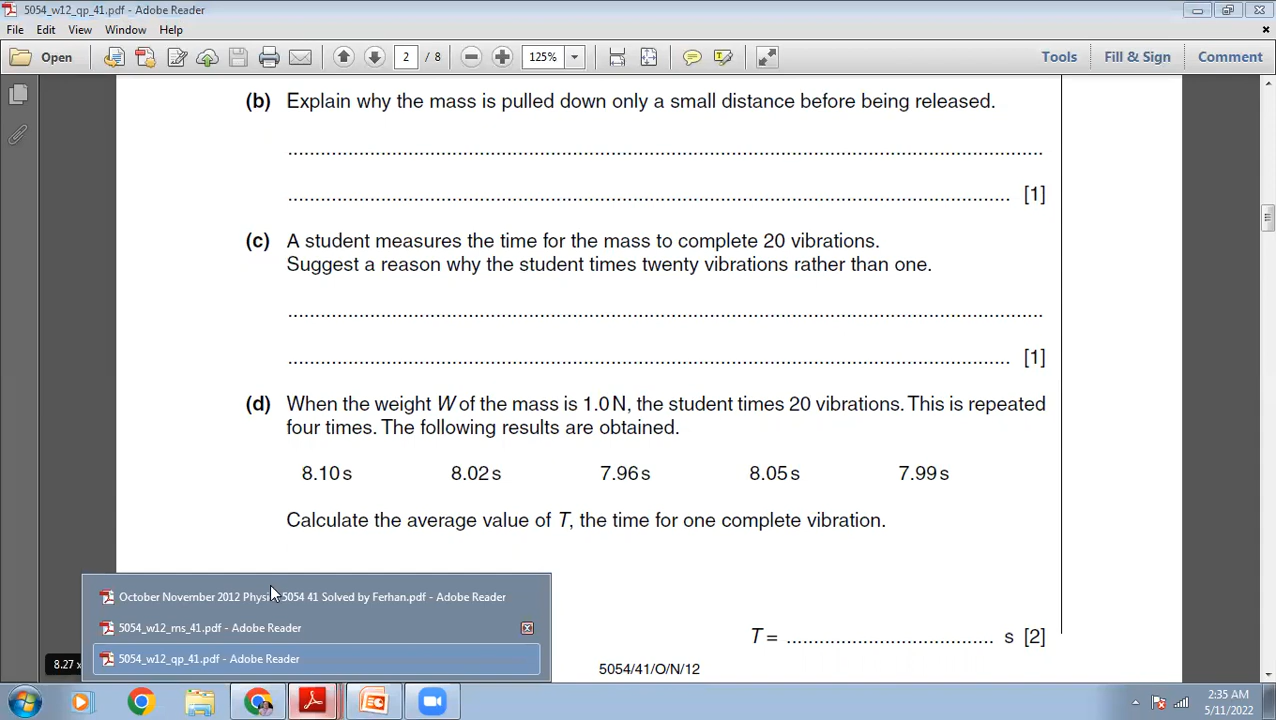 5054_w12_qp_41.pdf - Adobe Reader
File Edit View Window Help
Open 2 / 8 125% Tools Fill & Sign Comment
(b) Explain why the mass is pulled down only a small distance before being released.
[1]
(c) A student measures the time for the mass to complete 20 vibrations.
Suggest a reason why the student times twenty vibrations rather than one.
[1]
(d) When the weight W of the mass is 1.0 N, the student times 20 vibrations. This is repeated
four times. The following results are obtained.
8.10 s 8.02 s 7.96 s 8.05 s 7.99 s
Calculate the average value of T, the time for one complete vibration.
October November 2012 Physi 5054 41 Solved by Ferhan.pdf - Adobe Reader
5054_w12_ms_41.pdf - Adobe Reader
T = .................................... s [2]
5054_w12_qp_41.pdf - Adobe Reader
8.27 x
5054/41/O/N/12
2:35 AM
5/11/2022